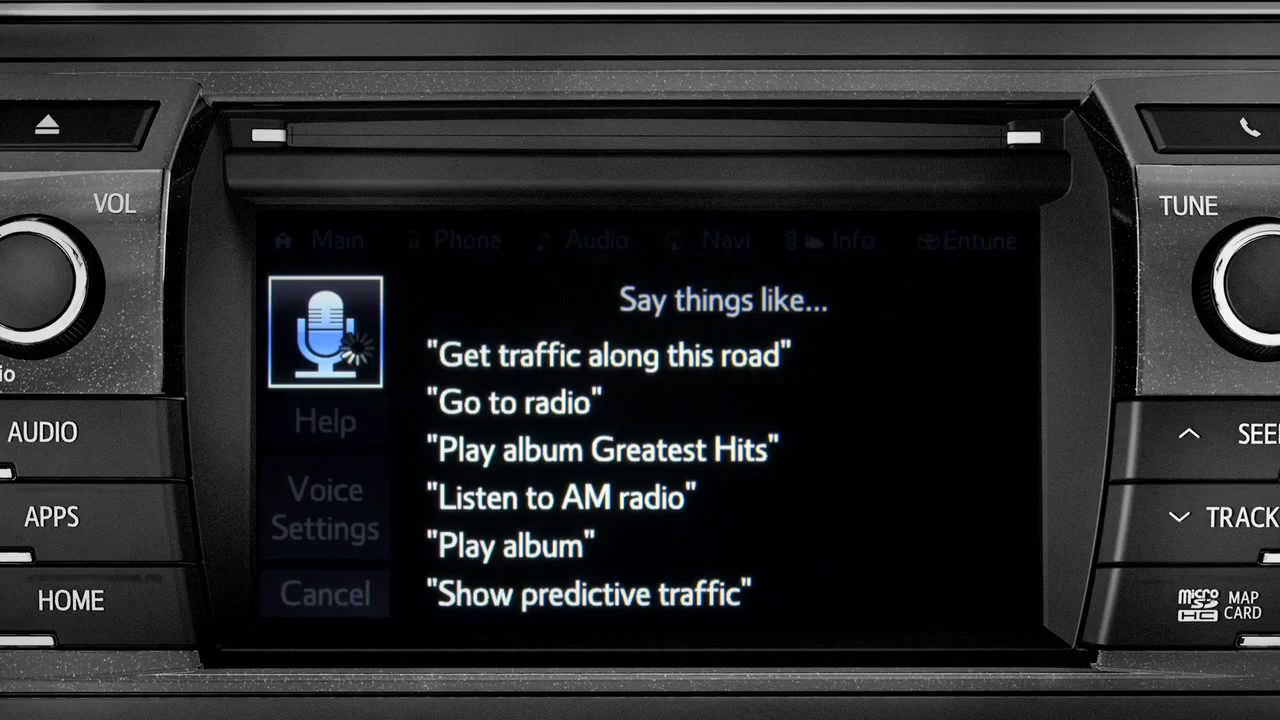 VOL
TUNE
Main Phone Audio Navi Info Entune
Say things like...
"Get traffic along this road"
"Go to radio"
"Play album Greatest Hits"
"Listen to AM radio"
"Play album"
"Show predictive traffic"
Help
Voice
Settings
Cancel
io
AUDIO
APPS
HOME
SEE
TRACK
micro
SD
HC
MAP
CARD